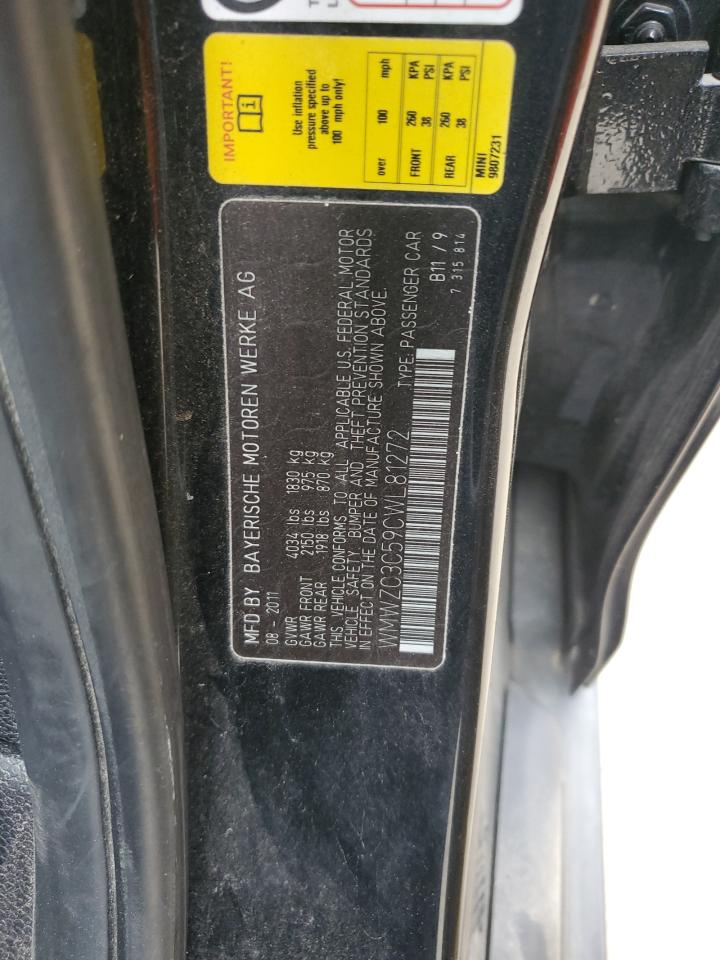 IMPORTANT!
i
Use inflation
pressure specified
above up to
100 mph only!
over 100 mph
FRONT 260 KPA
38 PSI
REAR 260 KPA
38 PSI
MINI
9807231
MFD BY BAYERISCHE MOTOREN WERKE AG
08 - 2011
GVWR 4034 lbs 1830 kg
GAWR FRONT 2150 lbs 975 kg
GAWR REAR 1918 lbs 870 kg
THIS VEHICLE CONFORMS TO ALL APPLICABLE U.S. FEDERAL MOTOR
VEHICLE SAFETY, BUMPER AND THEFT PREVENTION STANDARDS
IN EFFECT ON THE DATE OF MANUFACTURE SHOWN ABOVE.
WMWZC3C59CWL81272 TYPE: PASSENGER CAR
B11 / 9
7 315 814